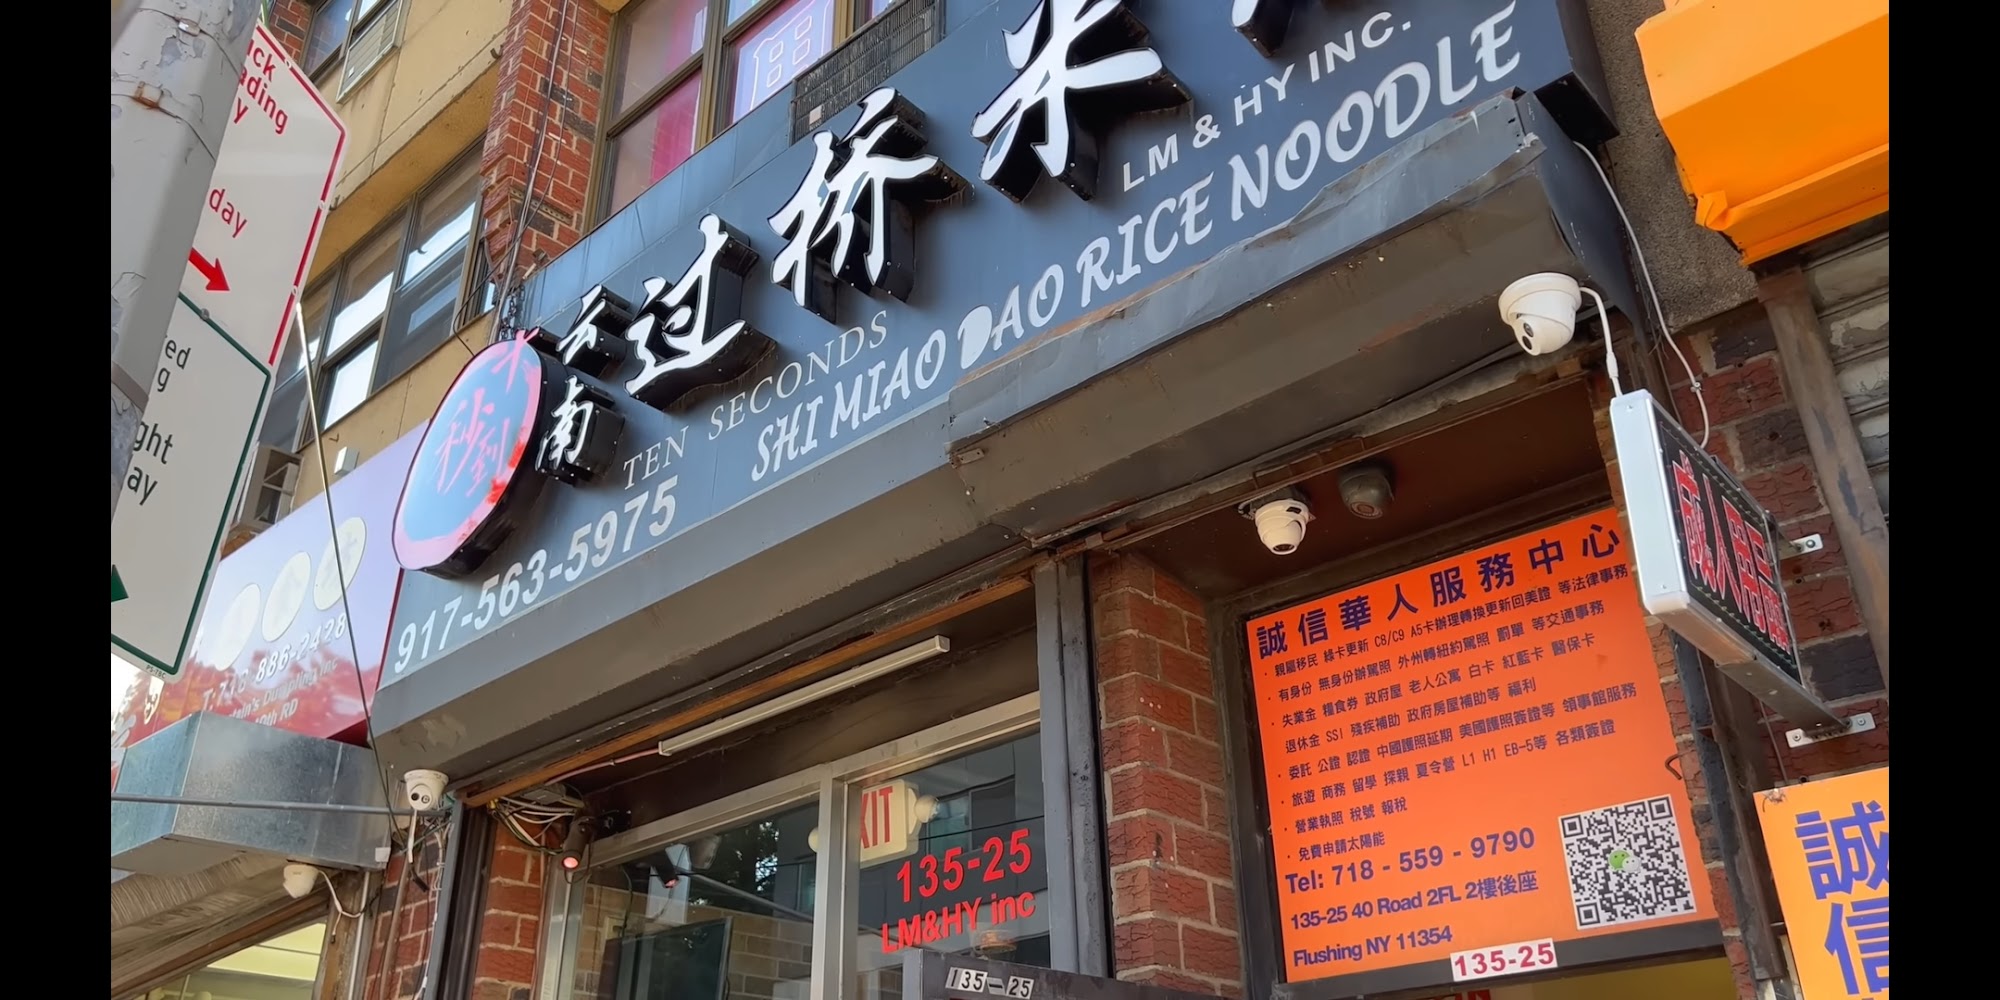 ading
y
day
ed
g
ght
ay
T:718 886-2428
云南 过桥米
十秒到
LM & HY INC.
TEN SECONDS
SHI MIAO DAO RICE NOODLE
917-563-5975
EXIT
135-25
LM&HY inc
135-25
誠信華人服務中心
· 親屬移民 綠卡更新 C8/C9 A5卡辦理轉換更新回美證 等法律事務
· 有身份 無身份辦駕照 外州轉紐約駕照 罰單 等交通事務
· 失業金 糧食券 政府屋 老人公寓 白卡 紅藍卡 醫保卡
退休金 SSI 殘疾補助 政府房屋補助等 福利
· 委託 公證 認證 中國護照延期 美國護照簽證等 領事館服務
· 旅遊 商務 留學 探親 夏令營 L1 H1 EB-5等 各類簽證
· 營業執照 稅號 報稅
· 免費申請太陽能
Tel: 718 - 559 - 9790
135-25 40 Road 2FL 2樓後座
Flushing NY 11354
135-25
成人用品
誠
信